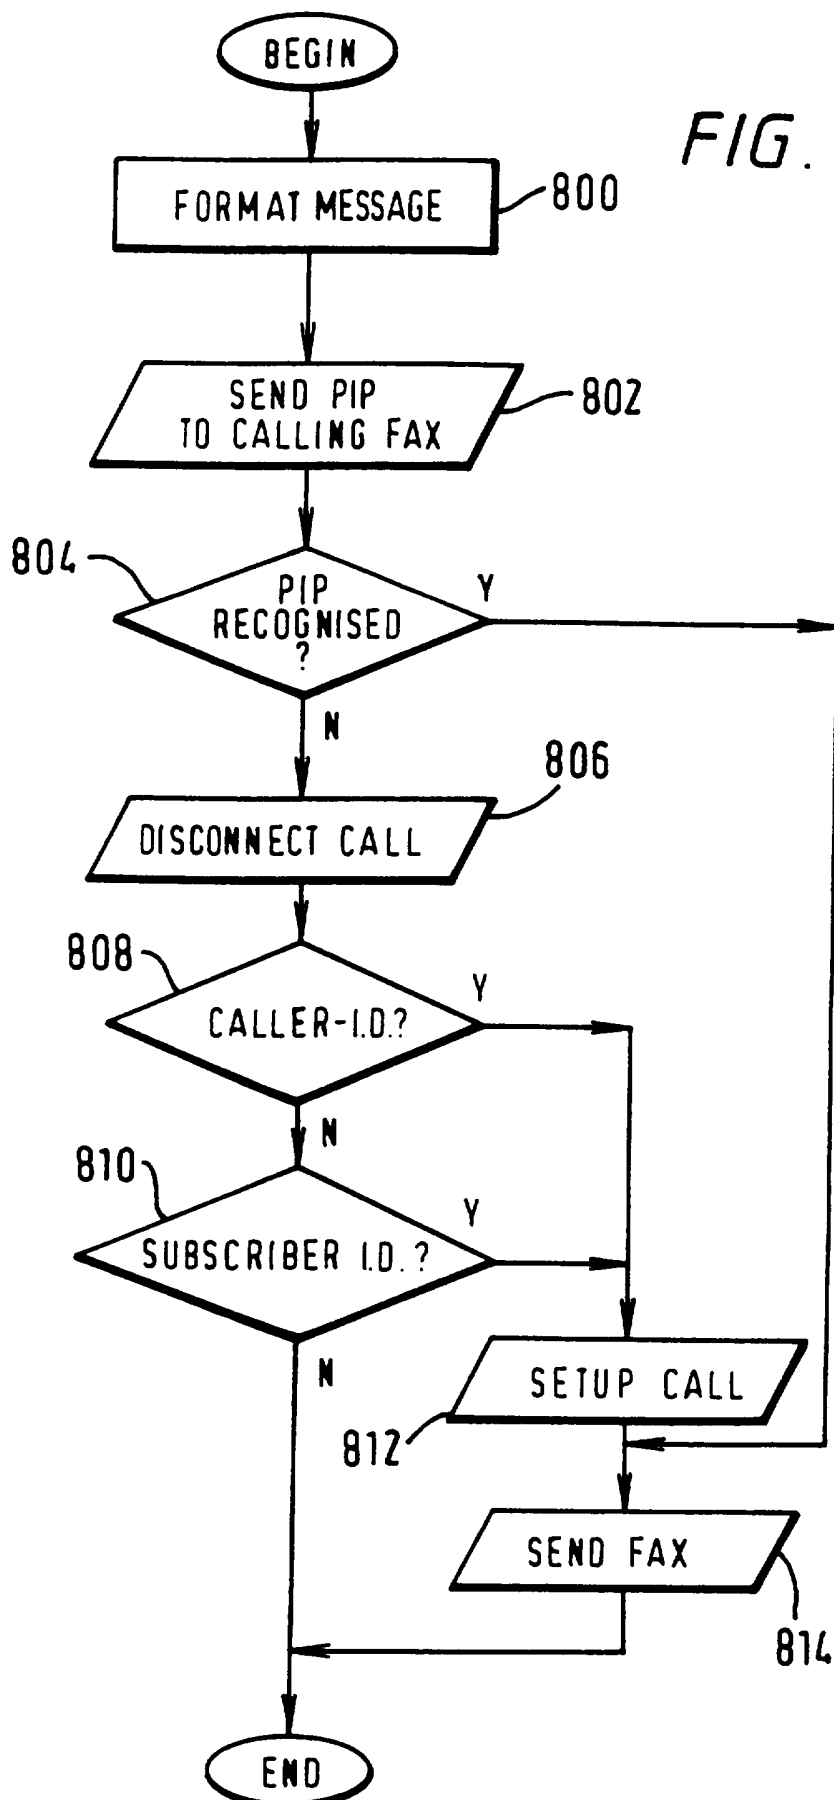 BEGIN
FIG.
FORMAT MESSAGE
800
SEND PIP
TO CALLING FAX
802
804
PIP
RECOGNISED
?
Y
N
806
DISCONNECT CALL
808
CALLER-I.D.?
Y
N
810
SUBSCRIBER I.D.?
Y
N
SETUP CALL
812
SEND FAX
814
END